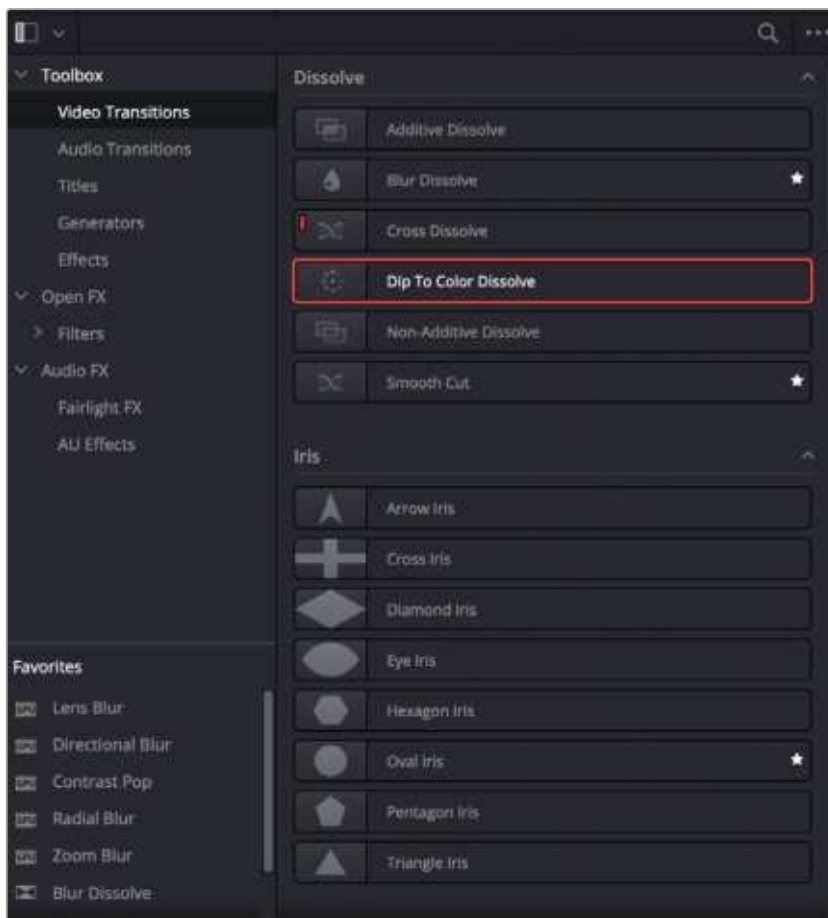 Toolbox
Video Transitions
Audio Transitions
Titles
Generators
Effects
Open FX
Filters
Audio FX
Fairlight FX
AU Effects
Favorites
Lens Blur
Directional Blur
Contrast Pop
Radial Blur
Zoom Blur
Blur Dissolve
Dissolve
Additive Dissolve
Blur Dissolve
Cross Dissolve
Dip To Color Dissolve
Non-Additive Dissolve
Smooth Cut
Iris
Arrow Iris
Cross Iris
Diamond Iris
Eye Iris
Hexagon Iris
Oval Iris
Pentagon Iris
Triangle Iris